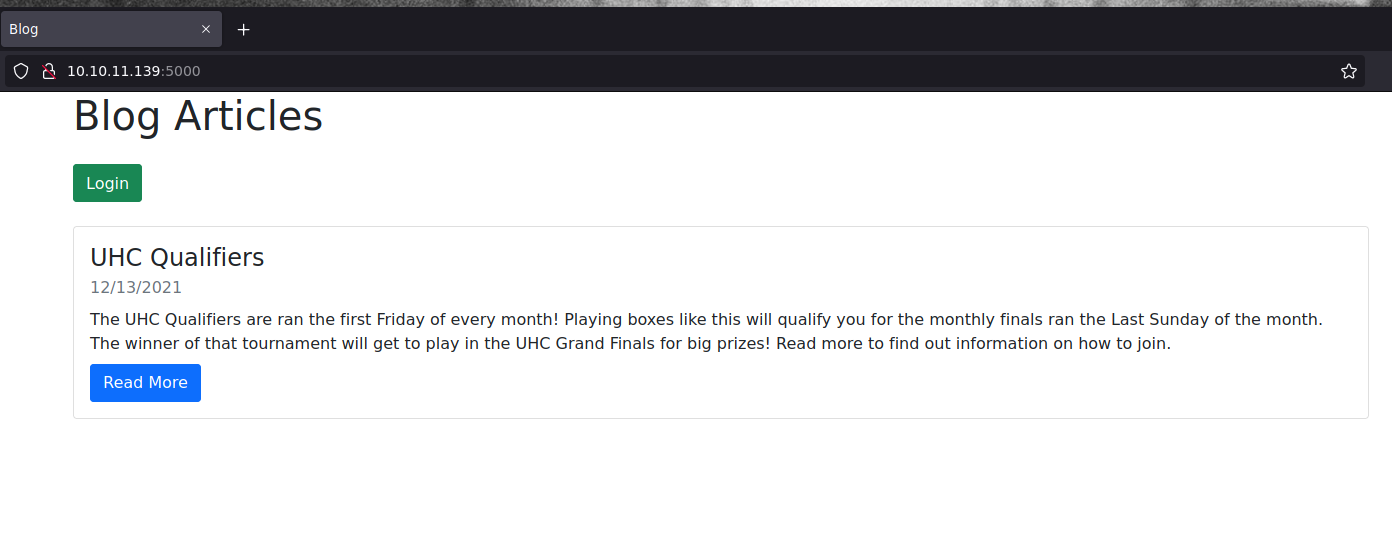 Blog
10.10.11.139:5000
Blog Articles
Login
UHC Qualifiers
12/13/2021
The UHC Qualifiers are ran the first Friday of every month! Playing boxes like this will qualify you for the monthly finals ran the Last Sunday of the month.
The winner of that tournament will get to play in the UHC Grand Finals for big prizes! Read more to find out information on how to join.
Read More